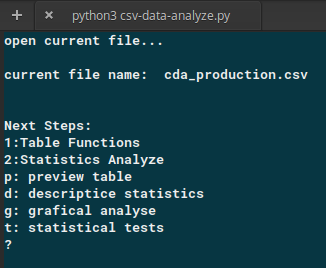 python3 csv-data-analyze.py
open current file...
current file name:  cda_production.csv
Next Steps:
1:Table Functions
2:Statistics Analyze
p: preview table
d: descriptice statistics
g: grafical analyse
t: statistical tests
?